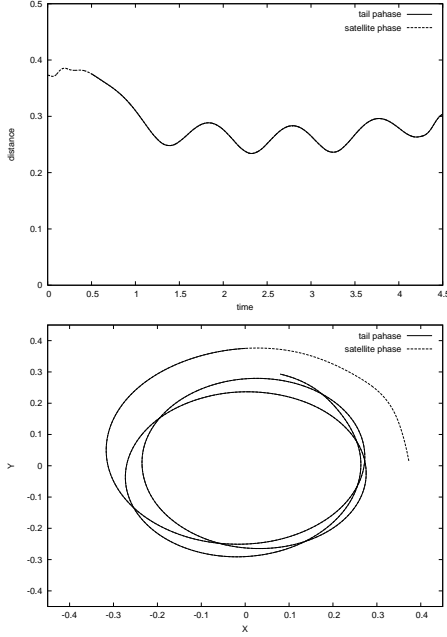 0.5
tail pahase
satellite phase
0.4
0.3
distance
0.2
0.1
0
0 0.5 1 1.5 2 2.5 3 3.5 4 4.5
time
tail pahase
satellite phase
0.4
0.3
0.2
0.1
Y
0
-0.1
-0.2
-0.3
-0.4
-0.4 -0.3 -0.2 -0.1 0 0.1 0.2 0.3 0.4
X